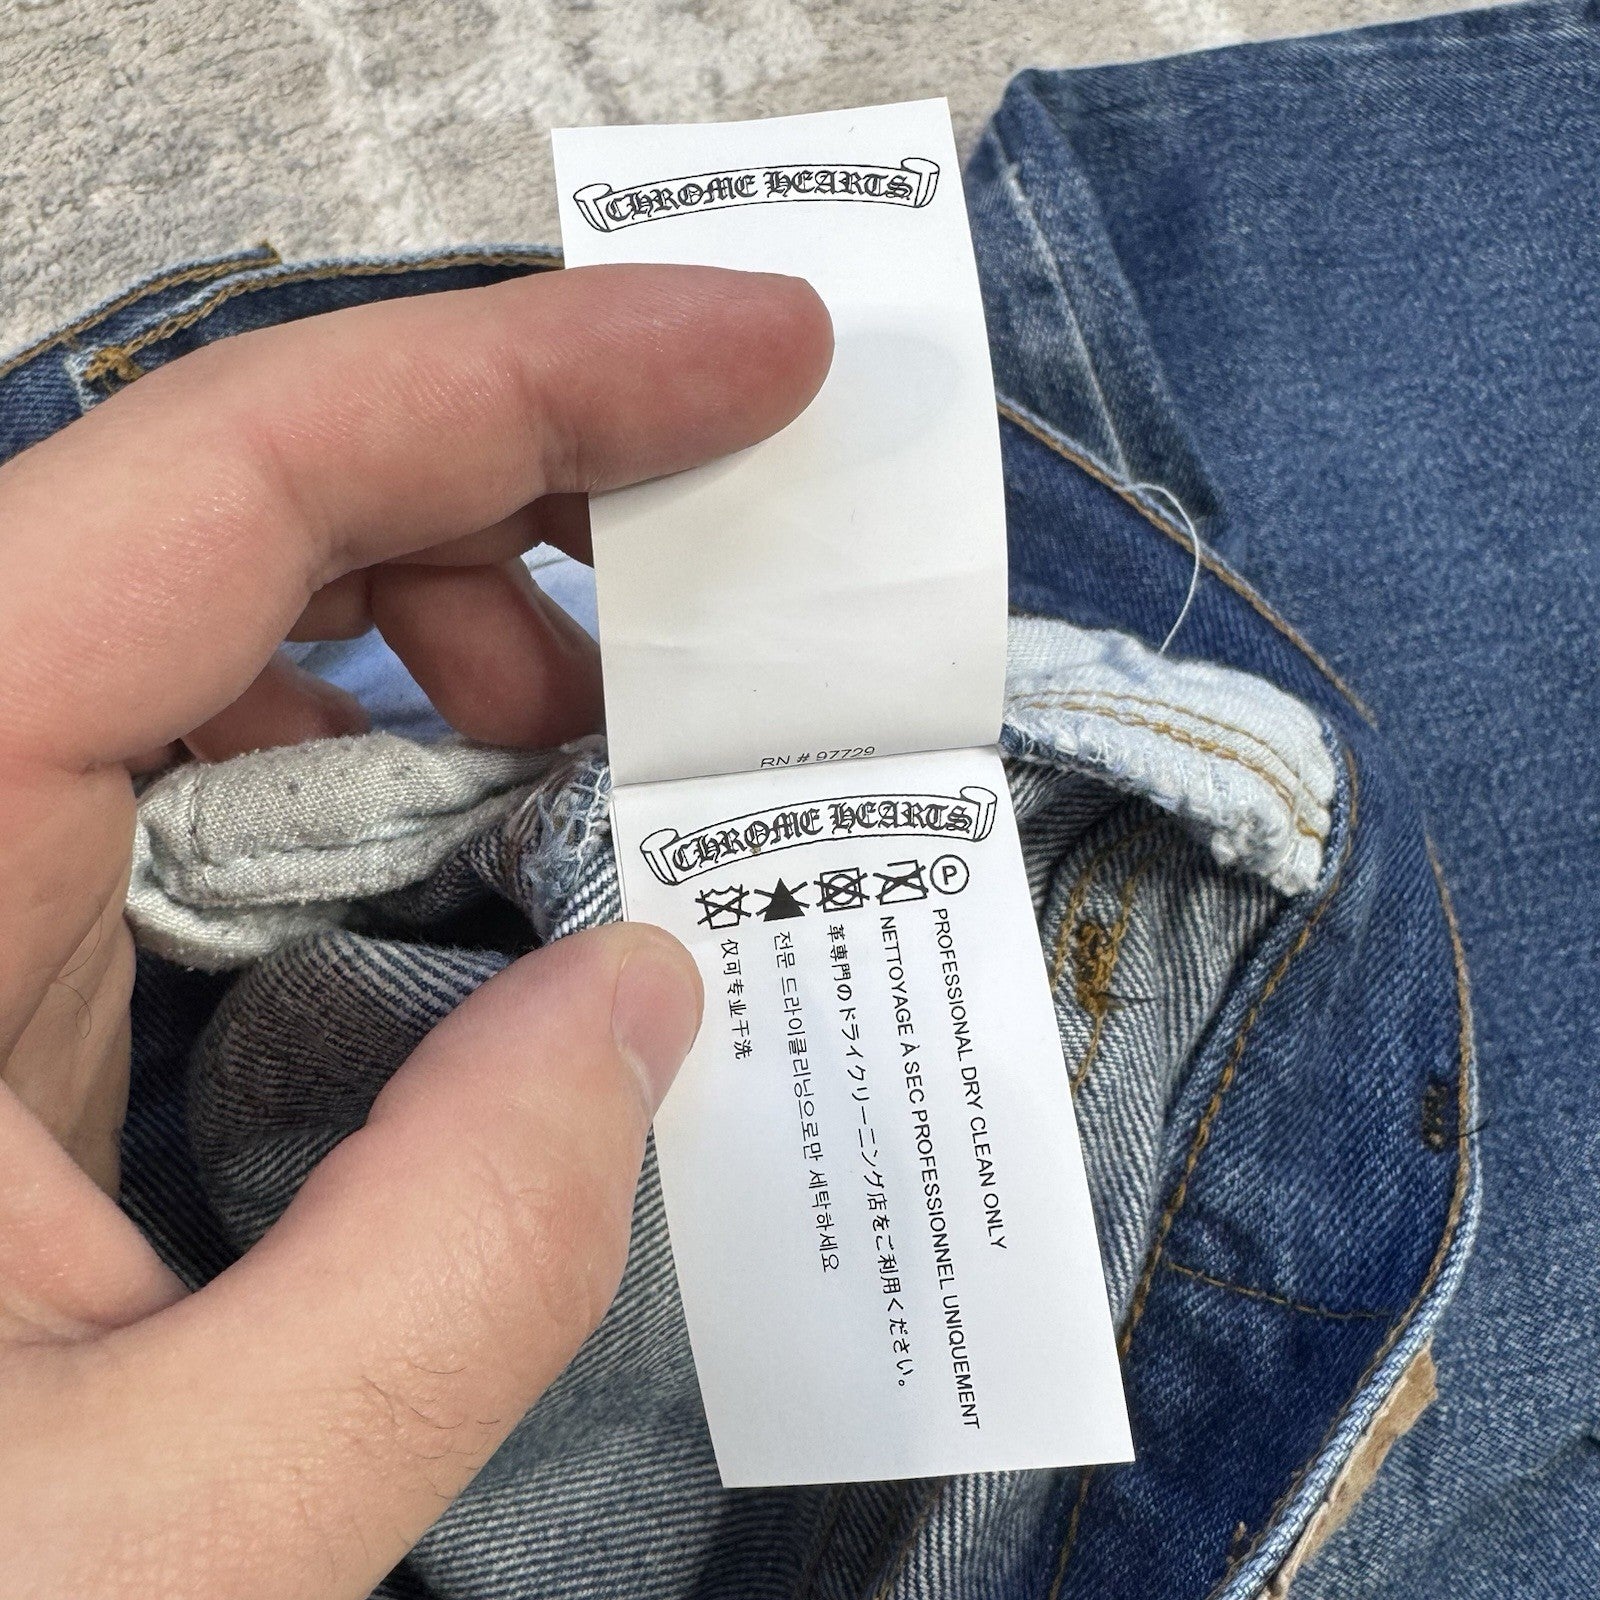 CHROME HEARTS
RN # 97729
CHROME HEARTS
P
PROFESSIONAL DRY CLEAN ONLY
NETTOYAGE À SEC PROFESSIONNEL UNIQUEMENT
革専門のドライクリーニング店をご利用ください。
전문 드라이클리닝으로만 세탁하세요
仅可专业干洗